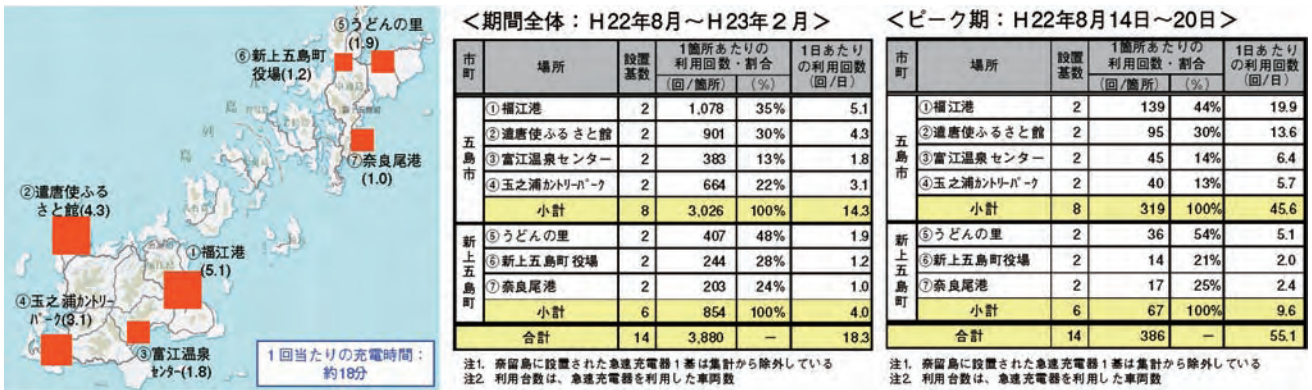 ⑤うどんの里
(1.9)
⑥新上五島町
役場(1.2)
⑦奈良尾港
(1.0)
②遣唐使ふる
さと館(4.3)
①福江港
(5.1)
④玉之浦カントリー
パーク(3.1)
③富江温泉
センター(1.8)
1回当たりの充電時間：
約18分
＜期間全体：H22年8月～H23年2月＞
市町 場所 設置基数 1箇所あたりの利用回数・割合 1日あたりの利用回数(回/日)
(回/箇所) (%)
五島市
①福江港 2 1,078 35% 5.1
②遣唐使ふるさと館 2 901 30% 4.3
③富江温泉センター 2 383 13% 1.8
④玉之浦カントリーパーク 2 664 22% 3.1
小計 8 3,026 100% 14.3
新上五島町
⑤うどんの里 2 407 48% 1.9
⑥新上五島町役場 2 244 28% 1.2
⑦奈良尾港 2 203 24% 1.0
小計 6 854 100% 4.0
合計 14 3,880 － 18.3
注1. 奈留島に設置された急速充電器1基は集計から除外している
注2 利用台数は、急速充電器を利用した車両数
＜ピーク期：H22年8月14日～20日＞
市町 場所 設置基数 1箇所あたりの利用回数・割合 1日あたりの利用回数(回/日)
(回/箇所) (%)
五島市
①福江港 2 139 44% 19.9
②遣唐使ふるさと館 2 95 30% 13.6
③富江温泉センター 2 45 14% 6.4
④玉之浦カントリーパーク 2 40 13% 5.7
小計 8 319 100% 45.6
新上五島町
⑤うどんの里 2 36 54% 5.1
⑥新上五島町役場 2 14 21% 2.0
⑦奈良尾港 2 17 25% 2.4
小計 6 67 100% 9.6
合計 14 386 － 55.1
注1. 奈留島に設置された急速充電器1基は集計から除外している
注2 利用台数は、急速充電器を利用した車両数